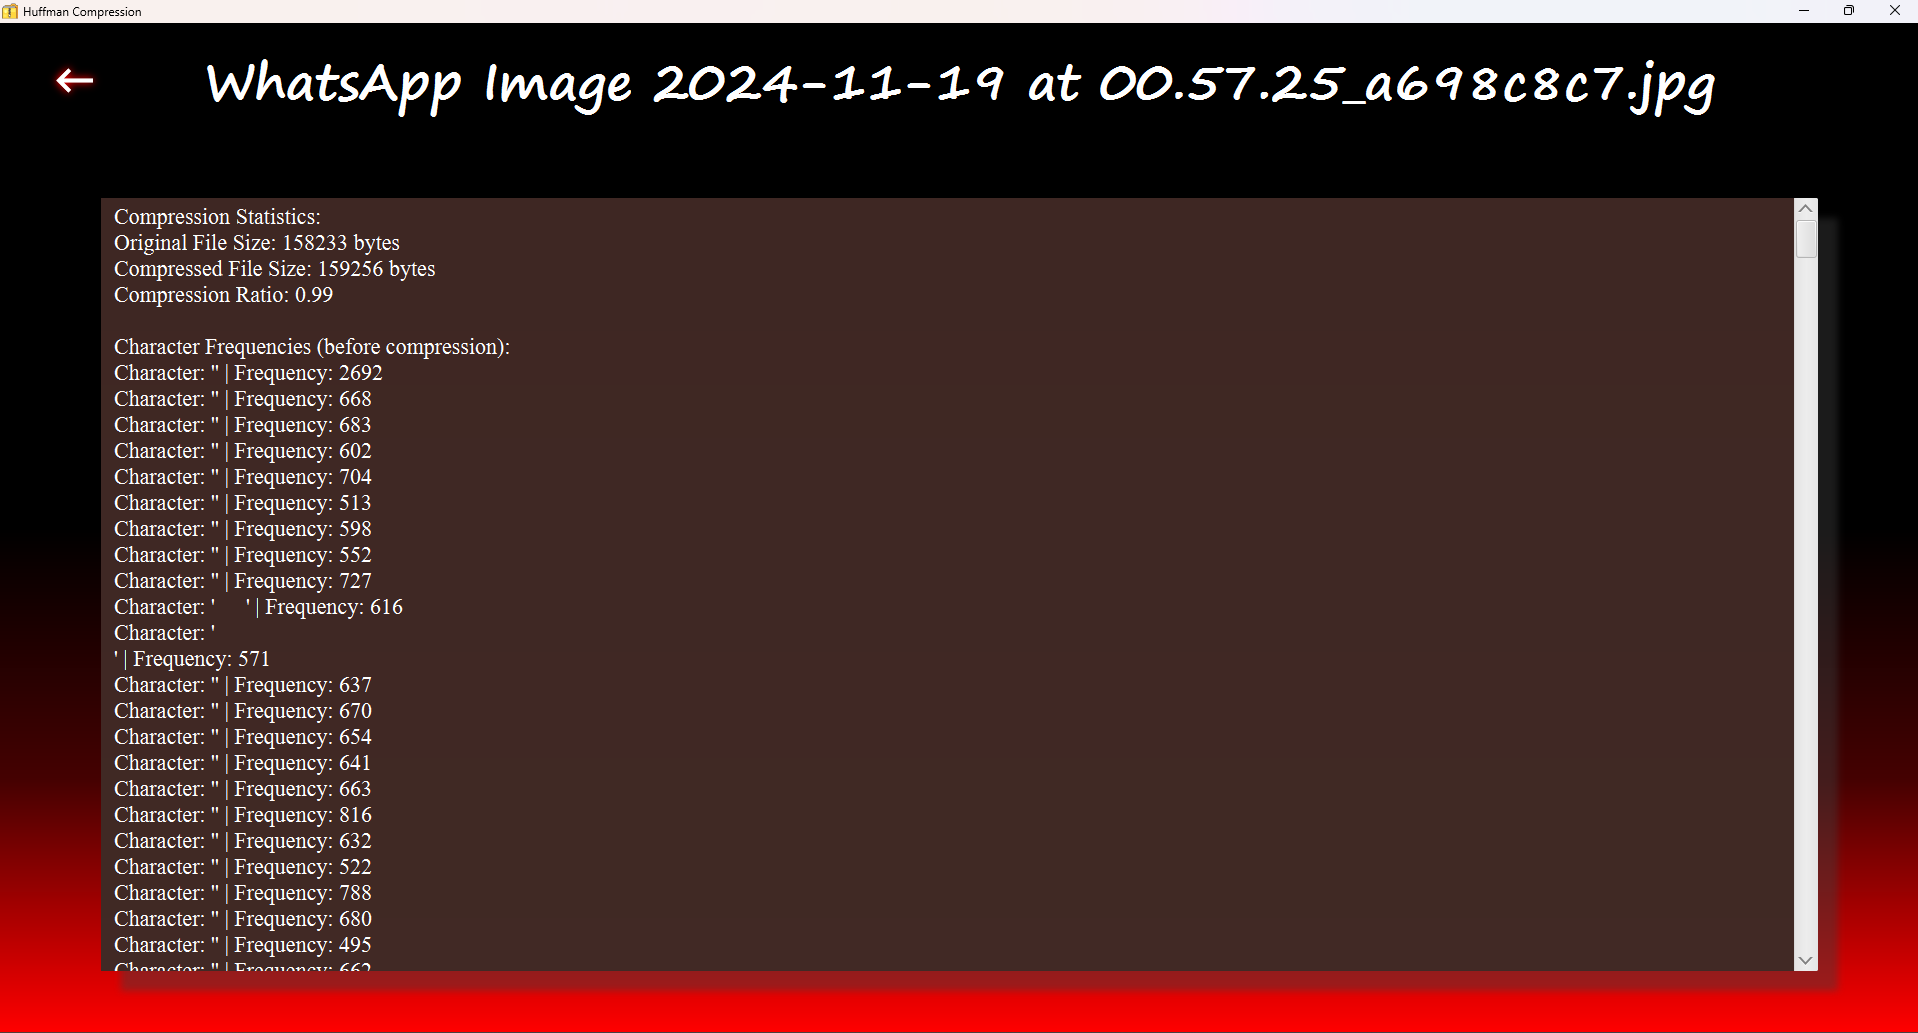 Huffman Compression
WhatsApp Image 2024-11-19 at 00.57.25_a698c8c7.jpg
Compression Statistics:
Original File Size: 158233 bytes
Compressed File Size: 159256 bytes
Compression Ratio: 0.99
Character Frequencies (before compression):
Character: '' | Frequency: 2692
Character: '' | Frequency: 668
Character: '' | Frequency: 683
Character: '' | Frequency: 602
Character: '' | Frequency: 704
Character: '' | Frequency: 513
Character: '' | Frequency: 598
Character: '' | Frequency: 552
Character: '' | Frequency: 727
Character: '	' | Frequency: 616
Character: '
' | Frequency: 571
Character: '' | Frequency: 637
Character: '' | Frequency: 670
Character: '' | Frequency: 654
Character: '' | Frequency: 641
Character: '' | Frequency: 663
Character: '' | Frequency: 816
Character: '' | Frequency: 632
Character: '' | Frequency: 522
Character: '' | Frequency: 788
Character: '' | Frequency: 680
Character: '' | Frequency: 495
Character: '' | Frequency: 662